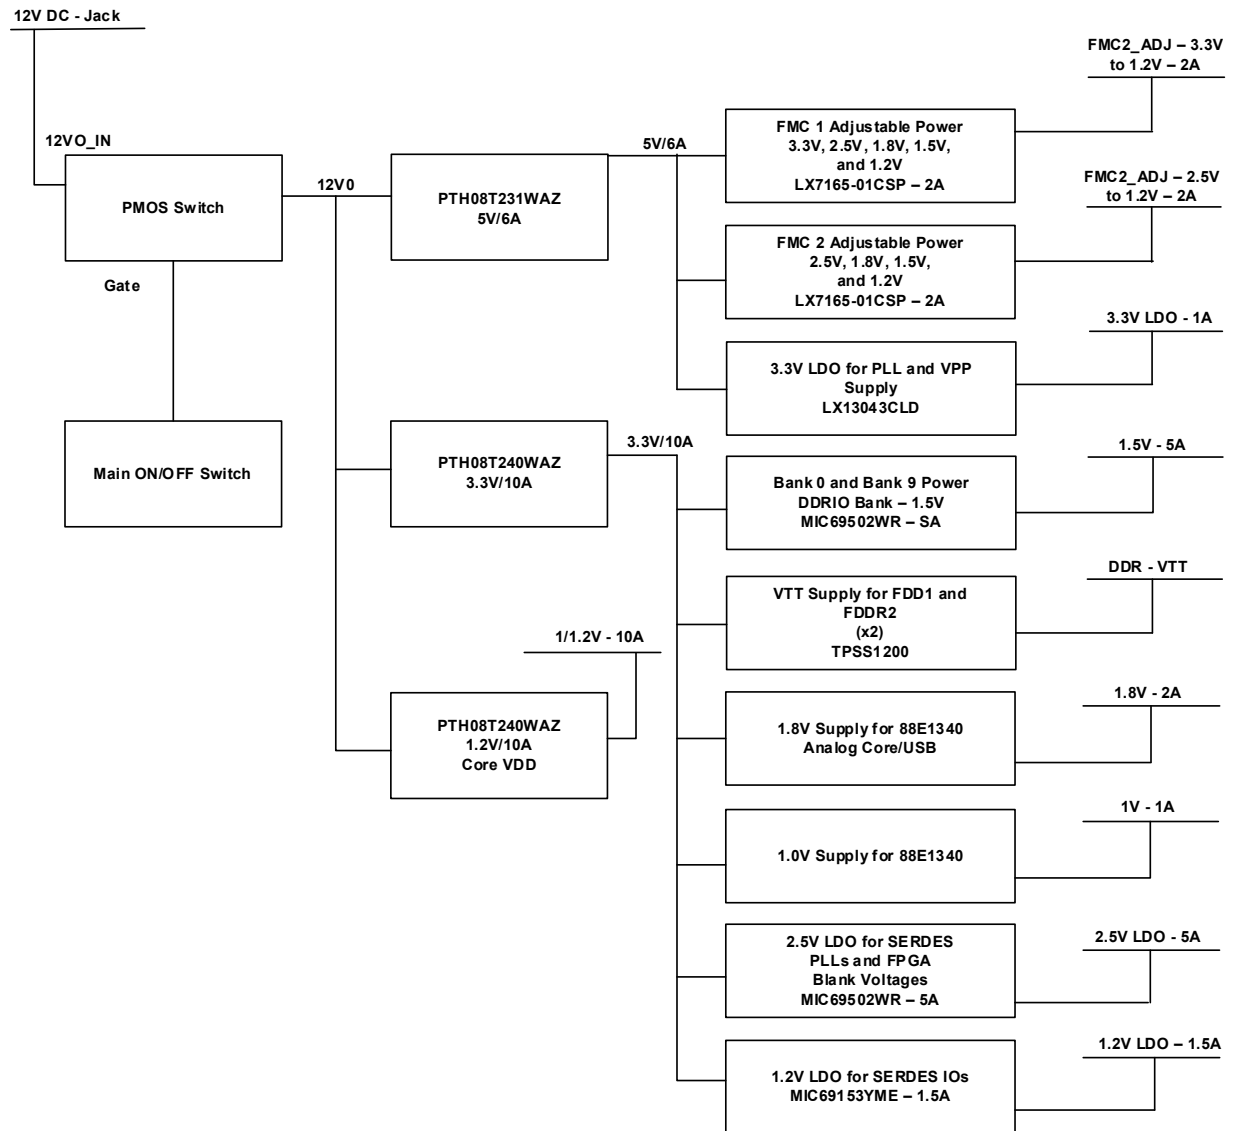 12V DC - Jack
12VO_IN
PMOS Switch
Gate
Main ON/OFF Switch
12V0
PTH08T231WAZ
5V/6A
PTH08T240WAZ
3.3V/10A
1/1.2V - 10A
PTH08T240WAZ
1.2V/10A
Core VDD
5V/6A
3.3V/10A
FMC 1 Adjustable Power
3.3V, 2.5V, 1.8V, 1.5V,
and 1.2V
LX7165-01CSP – 2A
FMC2_ADJ – 3.3V
to 1.2V – 2A
FMC 2 Adjustable Power
2.5V, 1.8V, 1.5V,
and 1.2V
LX7165-01CSP – 2A
FMC2_ADJ – 2.5V
to 1.2V – 2A
3.3V LDO for PLL and VPP
Supply
LX13043CLD
3.3V LDO - 1A
Bank 0 and Bank 9 Power
DDRIO Bank – 1.5V
MIC69502WR – SA
1.5V - 5A
VTT Supply for FDD1 and
FDDR2
(x2)
TPSS1200
DDR - VTT
1.8V Supply for 88E1340
Analog Core/USB
1.8V - 2A
1.0V Supply for 88E1340
1V - 1A
2.5V LDO for SERDES
PLLs and FPGA
Blank Voltages
MIC69502WR – 5A
2.5V LDO - 5A
1.2V LDO for SERDES IOs
MIC69153YME – 1.5A
1.2V LDO – 1.5A